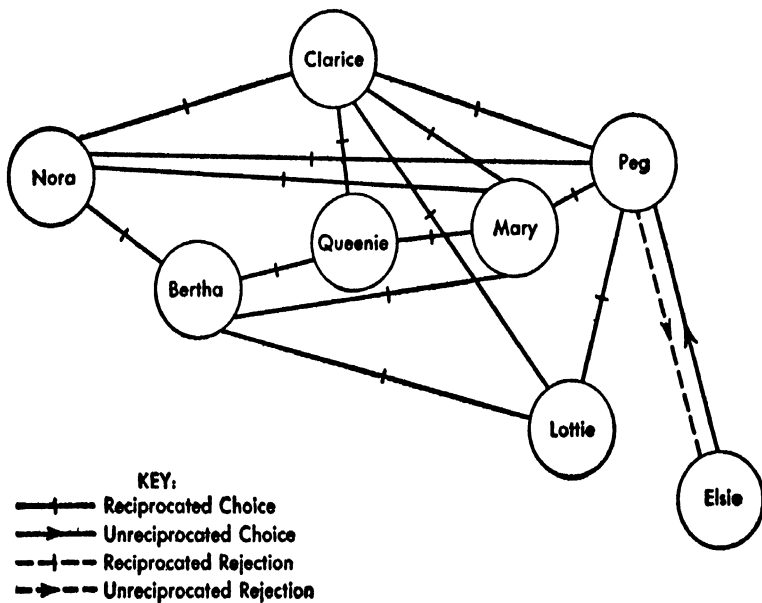 Clarice
Peg
Nora
Mary
Queenie
Bertha
Lottie
Elsie
KEY:
Reciprocated Choice
Unreciprocated Choice
Reciprocated Rejection
Unreciprocated Rejection